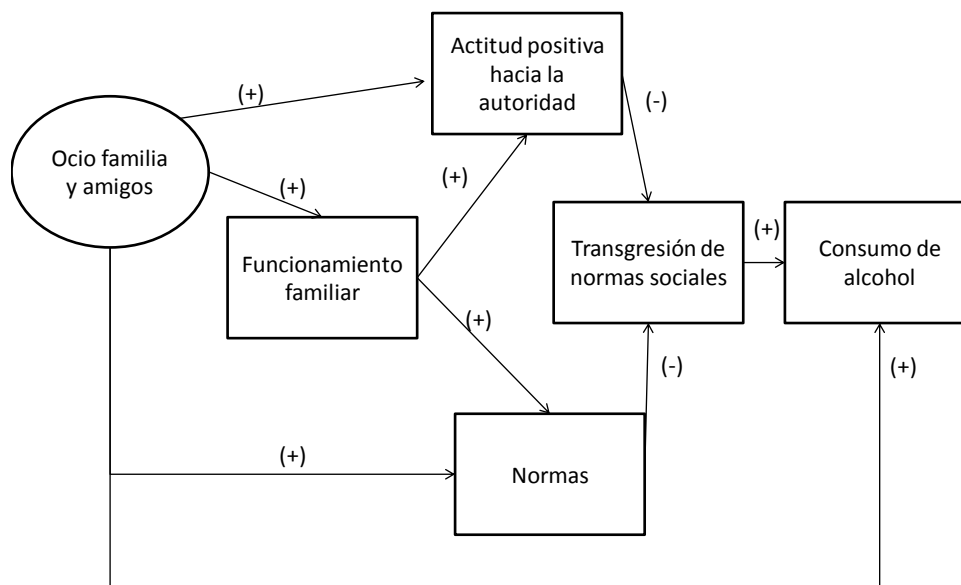 Actitud positiva
hacia la
autoridad
(+)
(-)
Ocio familia
y amigos
(+)
(+)
Funcionamiento
familiar
Transgresión de
normas sociales
(+)
Consumo de
alcohol
(+)
(-)
(+)
(+)
Normas